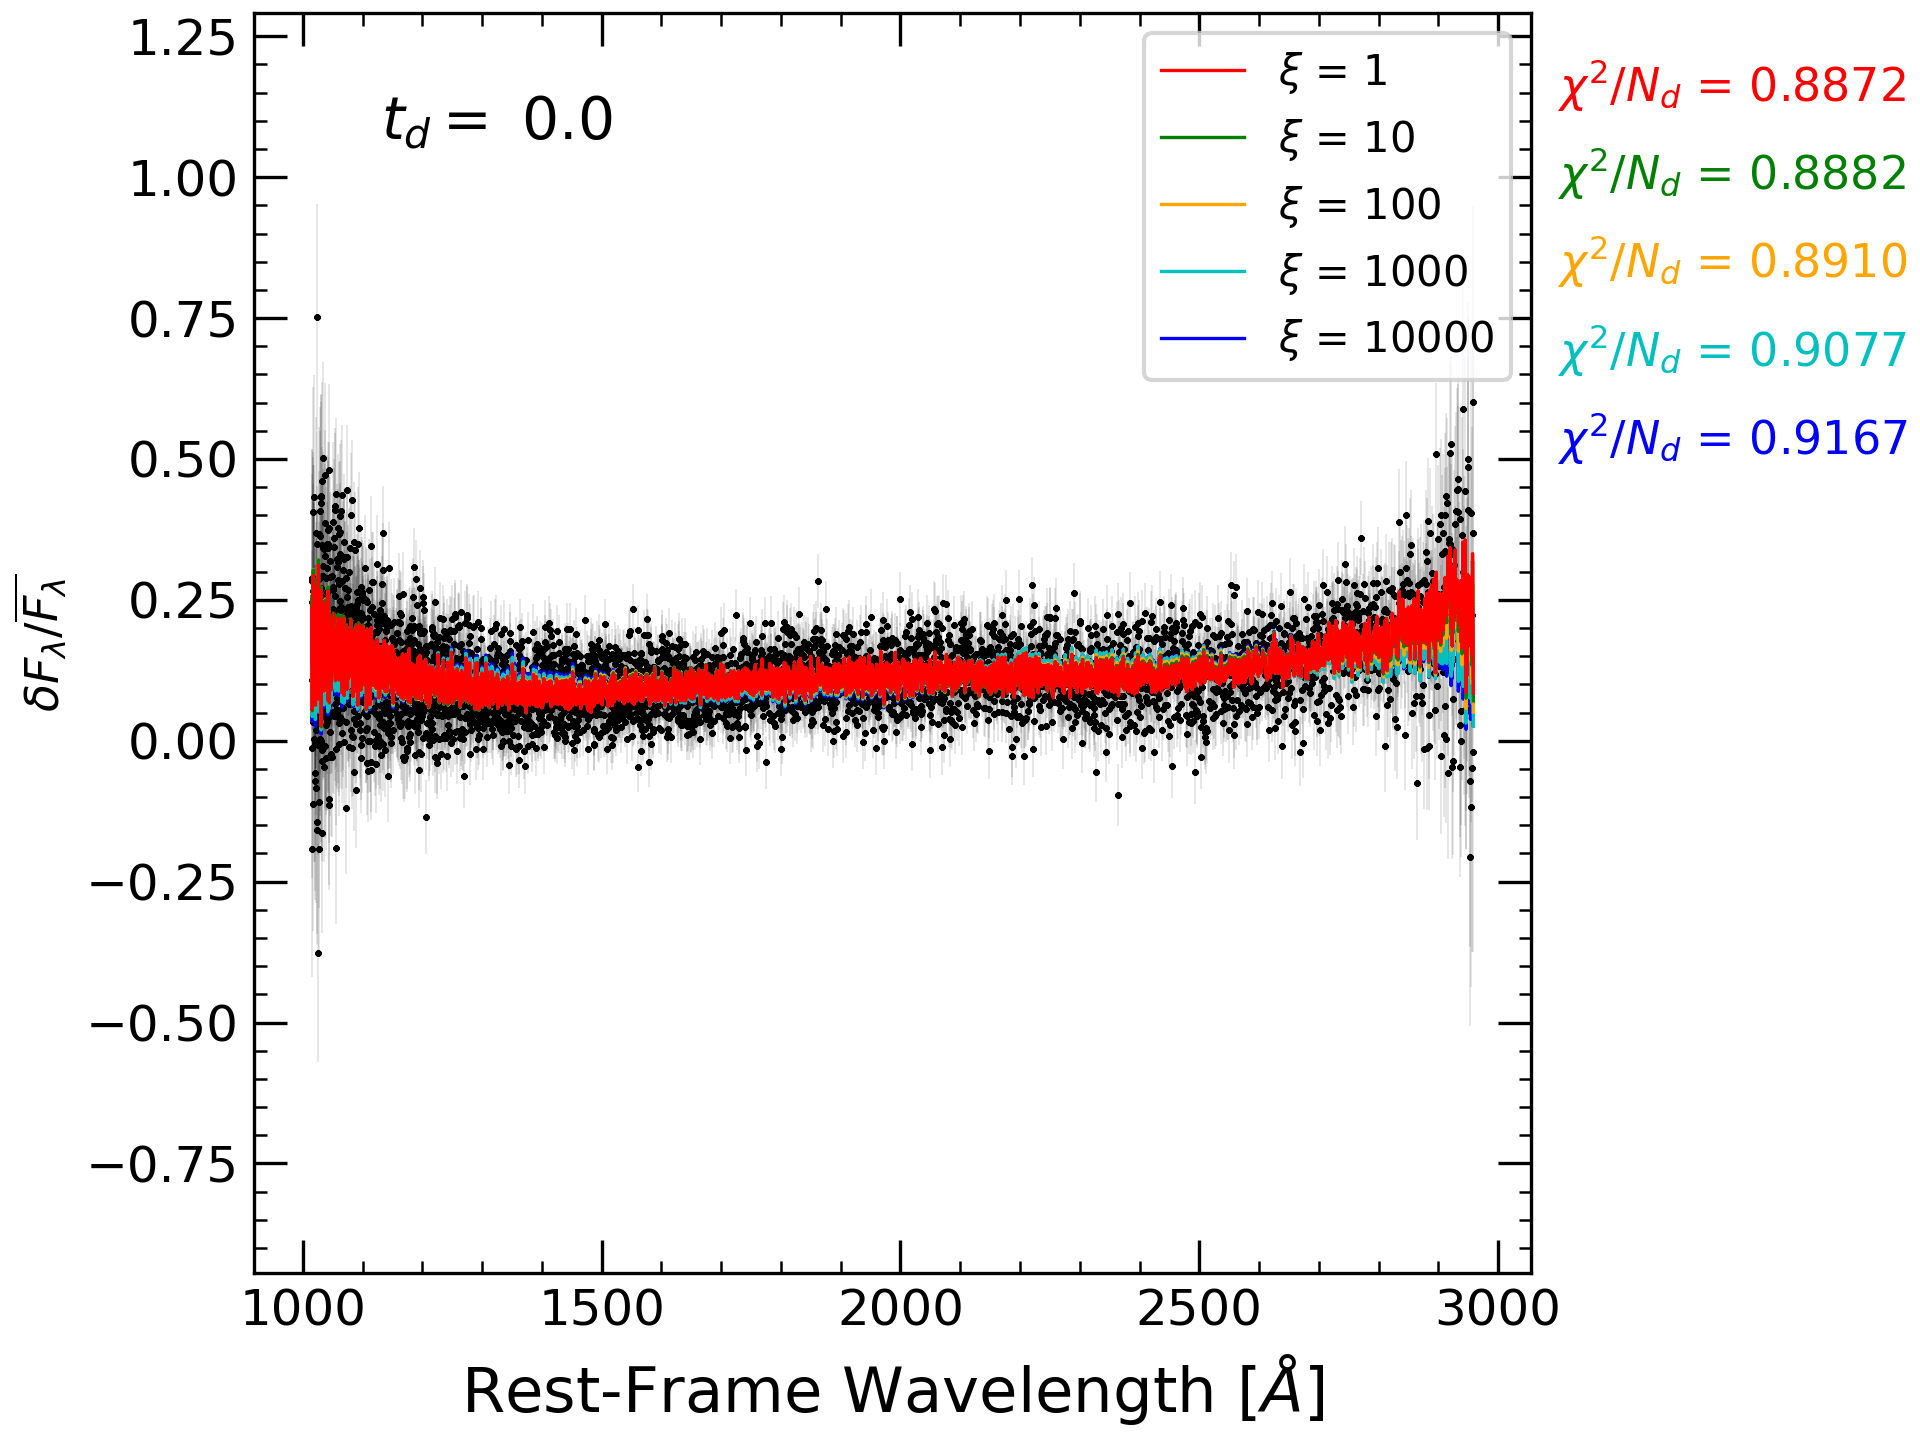 t_d = 0.0
ξ = 1
ξ = 10
ξ = 100
ξ = 1000
ξ = 10000
χ²/N_d = 0.8872
χ²/N_d = 0.8882
χ²/N_d = 0.8910
χ²/N_d = 0.9077
χ²/N_d = 0.9167
1.25
1.00
0.75
0.50
0.25
0.00
−0.25
−0.50
−0.75
δF_λ/F̅_λ
1000 1500 2000 2500 3000
Rest-Frame Wavelength [Å]